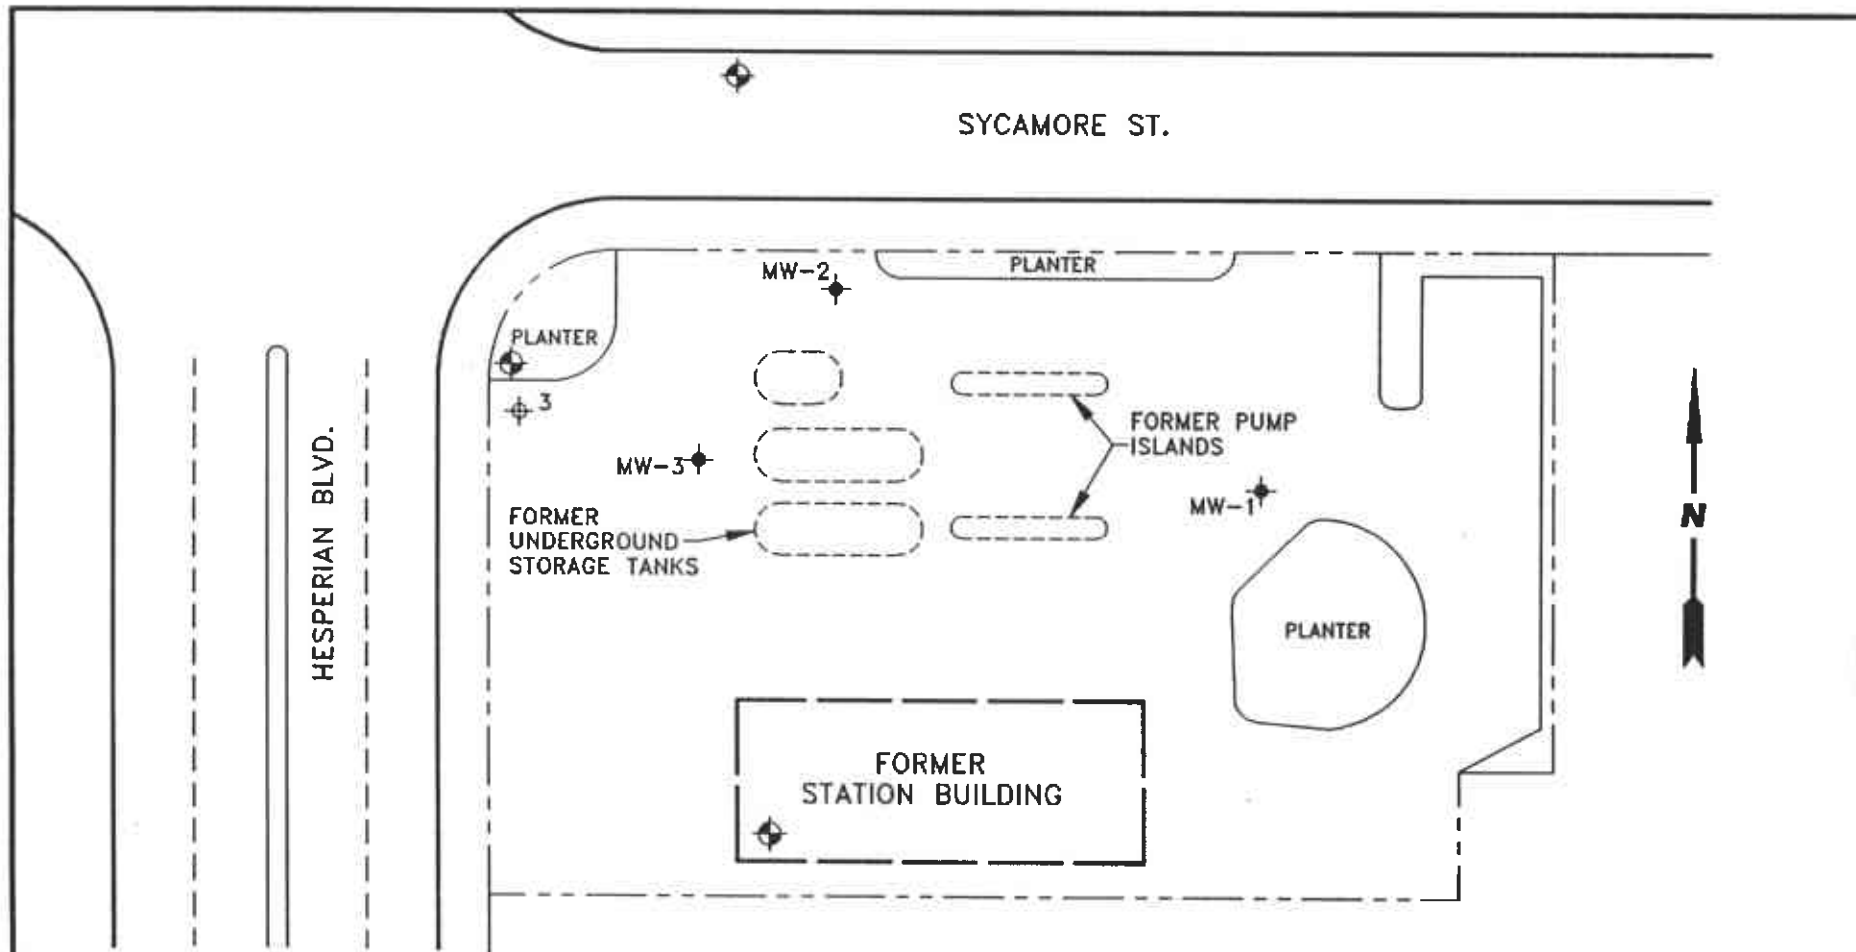 SYCAMORE ST.
MW-2
PLANTER
PLANTER
3
FORMER PUMP
ISLANDS
MW-3
MW-1
HESPERIAN BLVD.
FORMER
UNDERGROUND
STORAGE TANKS
N
PLANTER
FORMER
STATION BUILDING